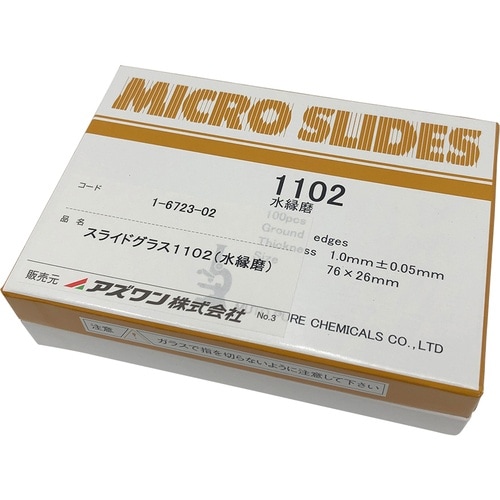 MICRO SLIDES
1102
水縁磨
コード
1-6723-02
100pcs
Ground edges
Thickness 1.0mm±0.05mm
Size 76×26mm
品名
スライドグラス1102(水縁磨)
販売元 アズワン株式会社 No.3
PURE CHEMICALS CO., LTD
注意
ガラスで指を切らないように注意して下さい